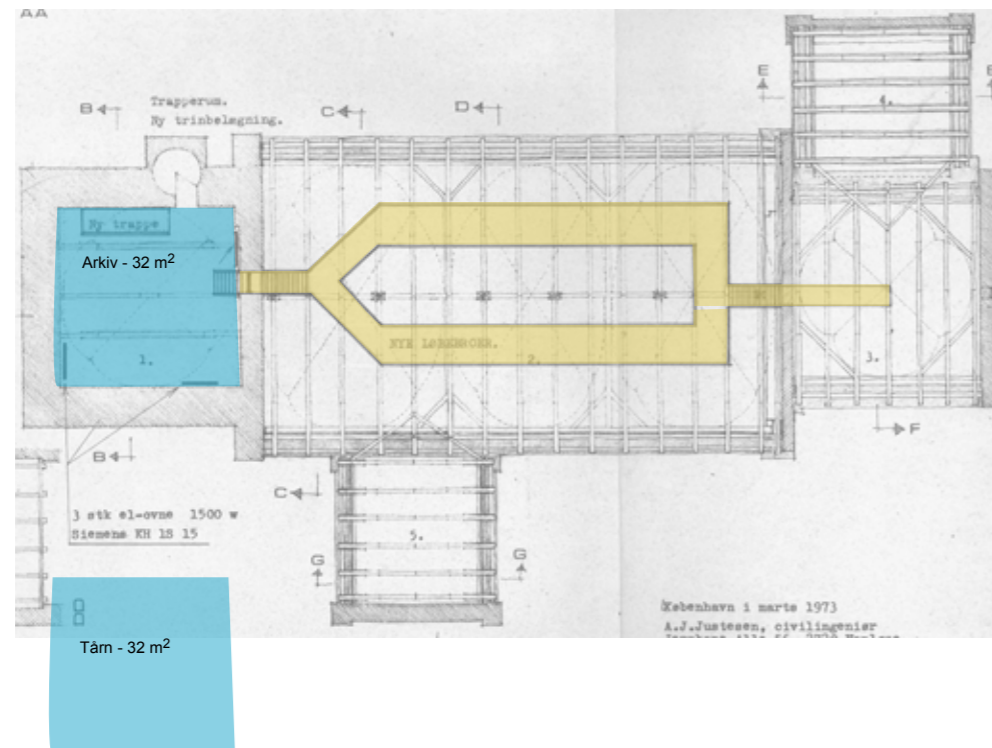 AA
E
E
4.
B
Trapperum.
Ny trinbelægning.
C
D
Ny trappe
Arkiv - 32 m²
NYE LØBEBROER.
1.
2.
3.
F
B
C
3 stk el-ovne 1500 w
Siemens KH 1S 15
5.
G
G
København i marts 1973
A.J.Justesen, civilingeniør
Tårn - 32 m²